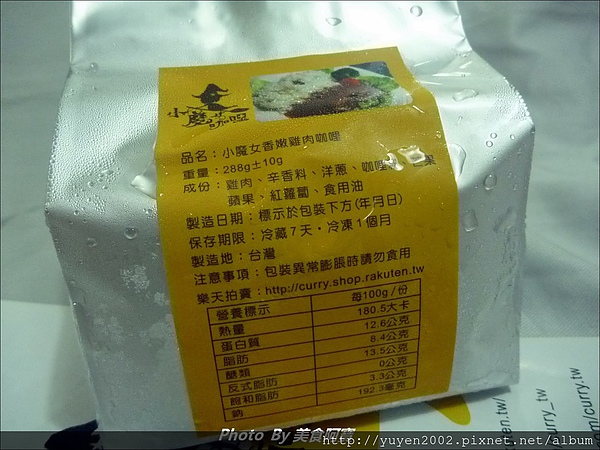 小魔女
咖哩
品名：小魔女香嫩雞肉咖哩
重量：288g±10g
成份：雞肉、辛香料、洋蔥、咖哩
蘋果、紅蘿蔔、食用油
製造日期：標示於包裝下方(年月日)
保存期限：冷藏7天，冷凍1個月
製造地：台灣
注意事項：包裝異常膨脹時請勿食用
樂天拍賣：http://curry.shop.rakuten.tw
營養標示 每100g/份
熱量 180.5大卡
蛋白質 12.6公克
脂肪 8.4公克
醣類 13.5公克
反式脂肪 0公克
飽和脂肪 3.3公克
鈉 192.3毫克
curry_tw
Photo By 美食阿寶
http://yuyen2002.pixnet.net/album